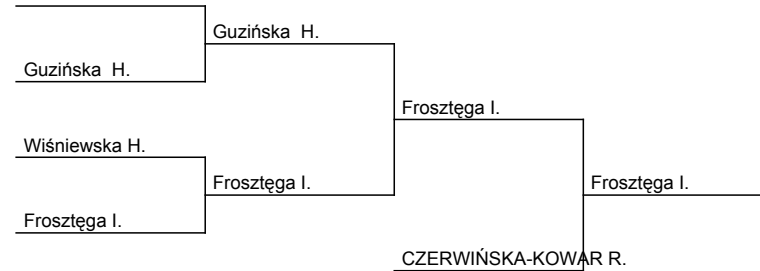 Guzińska H.
Guzińska H.
Frosztęga I.
Wiśniewska H.
Frosztęga I.
Frosztęga I.
Frosztęga I.
CZERWIŃSKA-KOWAR R.